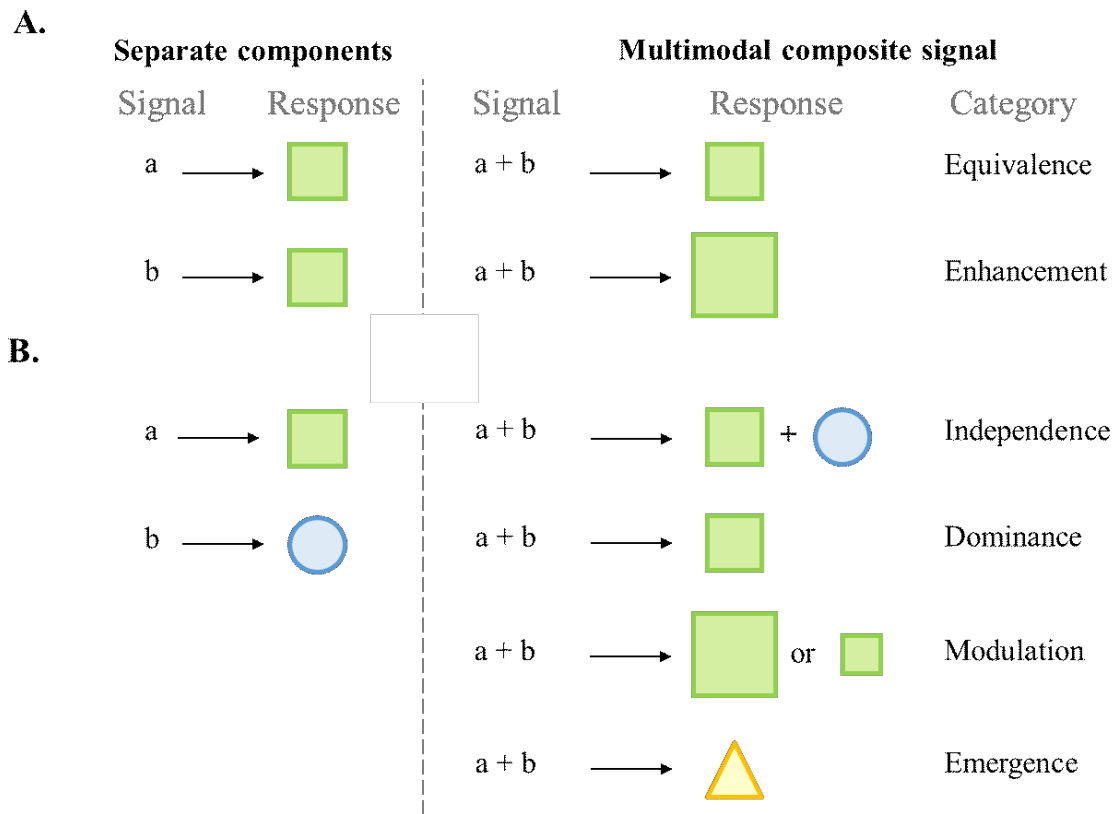 A.
Separate components Multimodal composite signal
Signal Response Signal Response Category
a a + b Equivalence
b a + b Enhancement
B.
a a + b + Independence
b a + b Dominance
a + b or Modulation
a + b Emergence